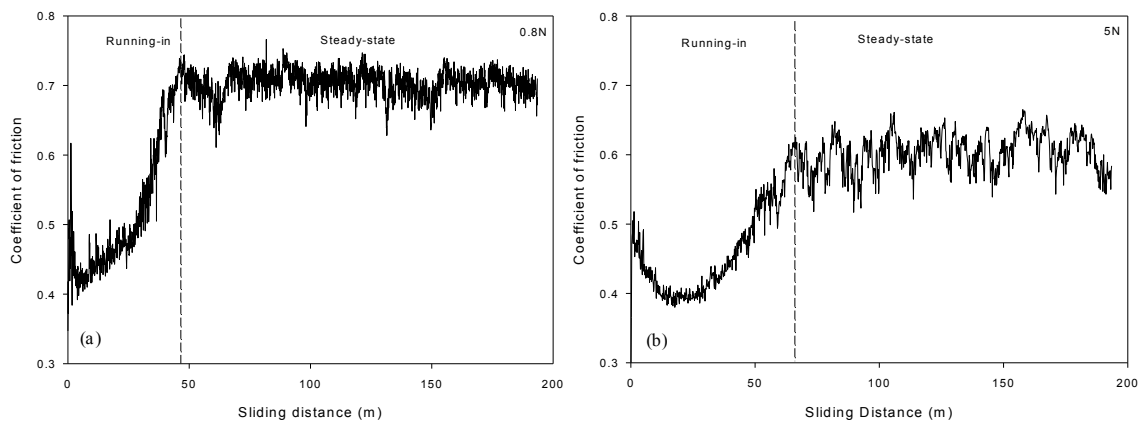 0.8
0.7
0.6
0.5
0.4
0.3
Coefficient of friction
Running-in
Steady-state
0.8N
(a)
0 50 100 150 200
Sliding distance (m)
0.8
0.7
0.6
0.5
0.4
0.3
Coefficient of friction
Running-in
Steady-state
5N
(b)
0 50 100 150 200
Sliding Distance (m)